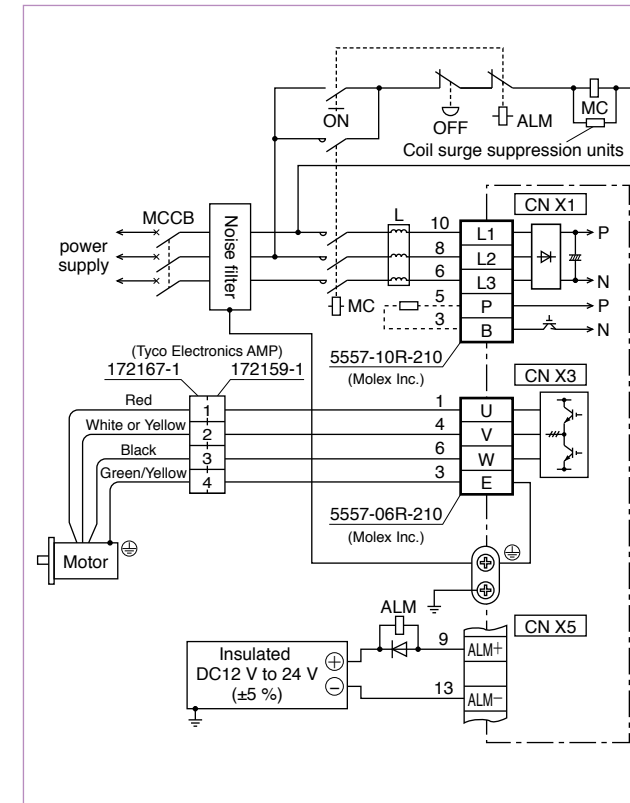 ON
OFF
ALM
MC
Coil surge suppression units
MCCB
Noise filter
power
supply
L
MC
CN X1
10 L1
8 L2
6 L3
5 P
3 B
P
N
P
N
5557-10R-210
(Molex Inc.)
(Tyco Electronics AMP)
172167-1 172159-1
CN X3
Red 1 1 U
White or Yellow 2 4 V
Black 3 6 W
Green/Yellow 4 3 E
5557-06R-210
(Molex Inc.)
Motor
ALM
CN X5
Insulated
DC12 V to 24 V
(±5 %)
+
−
9 ALM+
13 ALM−